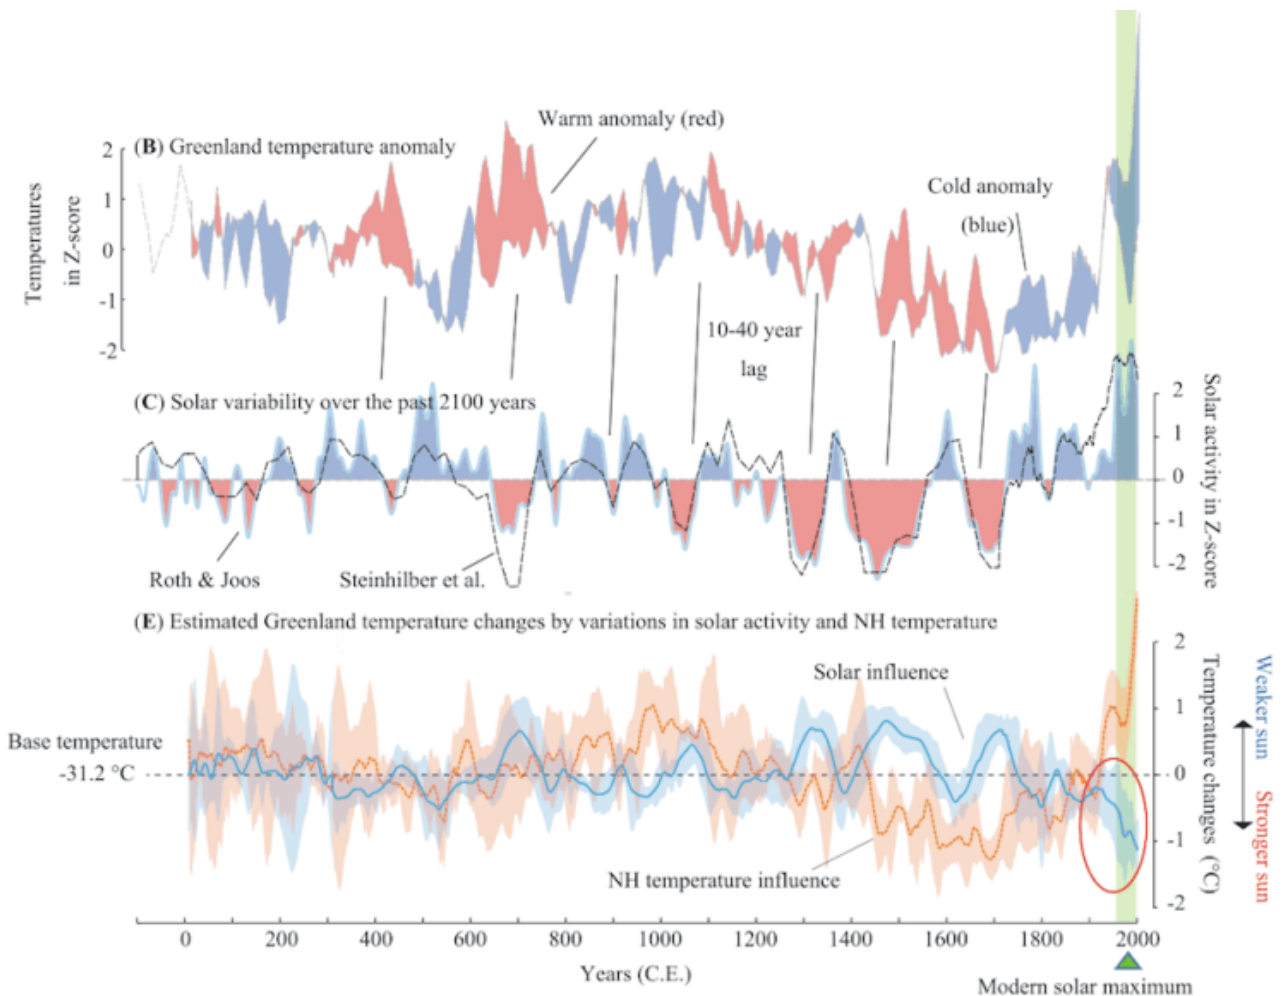 Warm anomaly (red)
(B) Greenland temperature anomaly
2
1
0
-1
-2
Temperatures
in Z-score
Cold anomaly
(blue)
10-40 year
lag
(C) Solar variability over the past 2100 years
2
1
0
-1
-2
Solar activity in Z-score
Roth & Joos
Steinhilber et al.
(E) Estimated Greenland temperature changes by variations in solar activity and NH temperature
Solar influence
2
1
0
-1
-2
Temperature changes (°C)
Weaker sun
Stronger sun
Base temperature
-31.2 °C
NH temperature influence
0 200 400 600 800 1000 1200 1400 1600 1800 2000
Years (C.E.)
Modern solar maximum